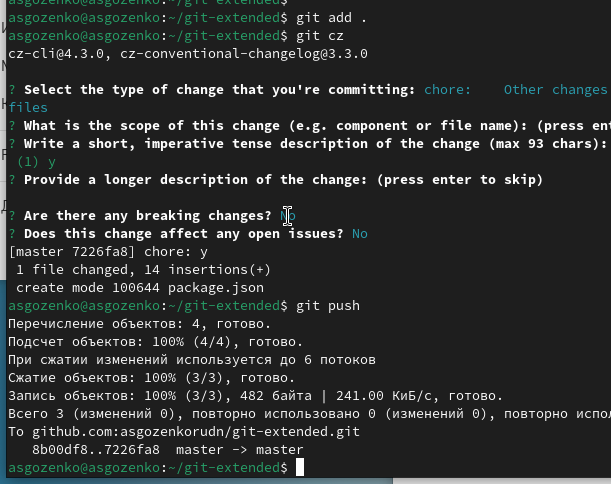 asgozenko@asgozenko:~/git-extended$ git add .
asgozenko@asgozenko:~/git-extended$ git cz
cz-cli@4.3.0, cz-conventional-changelog@3.3.0
? Select the type of change that you're committing: chore:    Other changes
files
? What is the scope of this change (e.g. component or file name): (press ent
? Write a short, imperative tense description of the change (max 93 chars):
 (1) y
? Provide a longer description of the change: (press enter to skip)
? Are there any breaking changes? No
? Does this change affect any open issues? No
[master 7226fa8] chore: y
 1 file changed, 14 insertions(+)
 create mode 100644 package.json
asgozenko@asgozenko:~/git-extended$ git push
Перечисление объектов: 4, готово.
Подсчет объектов: 100% (4/4), готово.
При сжатии изменений используется до 6 потоков
Сжатие объектов: 100% (3/3), готово.
Запись объектов: 100% (3/3), 482 байта | 241.00 КиБ/с, готово.
Всего 3 (изменений 0), повторно использовано 0 (изменений 0), повторно испо
To github.com:asgozenkorudn/git-extended.git
   8b00df8..7226fa8  master -> master
asgozenko@asgozenko:~/git-extended$